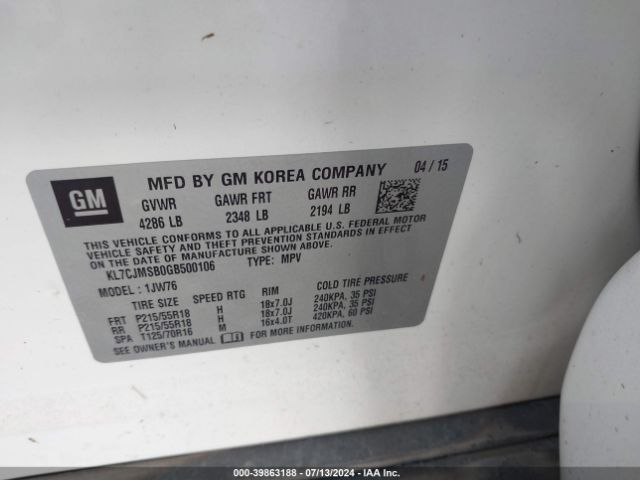 GM
MFD BY GM KOREA COMPANY 04 / 15
GVWR GAWR FRT GAWR RR
4286 LB 2348 LB 2194 LB
THIS VEHICLE CONFORMS TO ALL APPLICABLE U.S. FEDERAL MOTOR
VEHICLE SAFETY AND THEFT PREVENTION STANDARDS IN EFFECT ON
THE DATE OF MANUFACTURE SHOWN ABOVE.
KL7CJMSB0GB500106 TYPE: MPV
MODEL : 1JW76
TIRE SIZE SPEED RTG RIM COLD TIRE PRESSURE
FRT P215/55R18 H 18x7.0J 240KPA, 35 PSI
RR P215/55R18 H 18x7.0J 240KPA, 35 PSI
SPA T125/70R16 M 16x4.0T 420KPA, 60 PSI
SEE OWNER'S MANUAL FOR MORE INFORMATION.
000-39863188 - 07/13/2024 - IAA Inc.